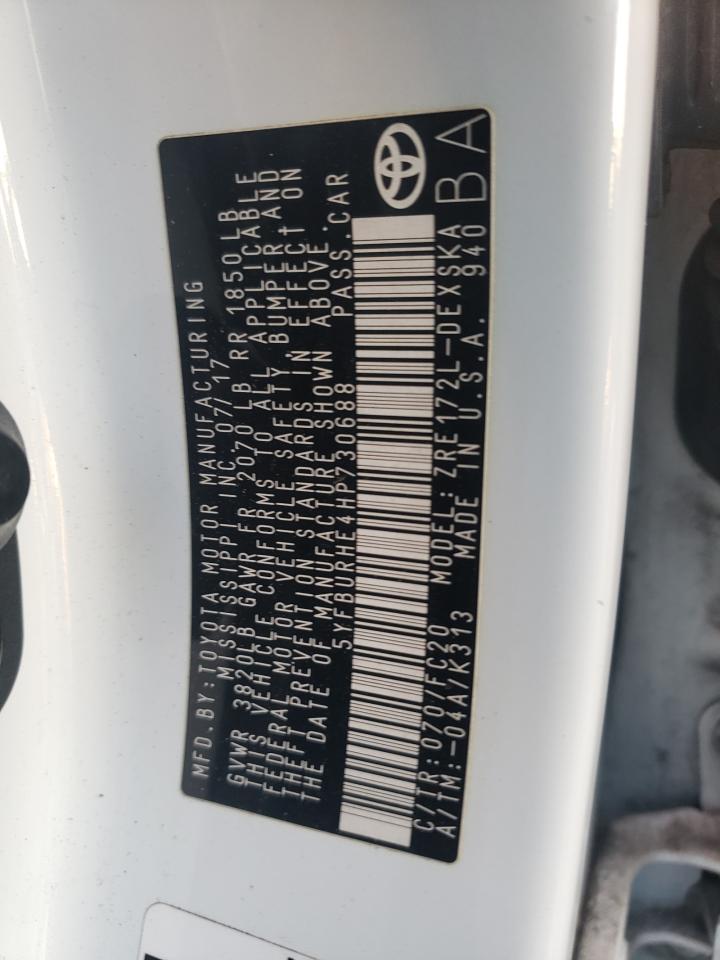 MFD.BY:TOYOTA MOTOR MANUFACTURING
MISSISSIPPI INC. 07/17
GVWR 3820LB GAWR FR 2070 LB RR 1850LB
THIS VEHICLE CONFORMS TO ALL APPLICABLE
FEDERAL MOTOR VEHICLE SAFETY, BUMPER AND
THEFT PREVENTION STANDARDS IN EFFECT ON
THE DATE OF MANUFACTURE SHOWN ABOVE.
5YFBURHE4HP730688 PASS.CAR
C/TR:070/FC20 MODEL:ZRE172L-DEXSKA
A/TM:-04A/K313 MADE IN U.S.A. 940
BA